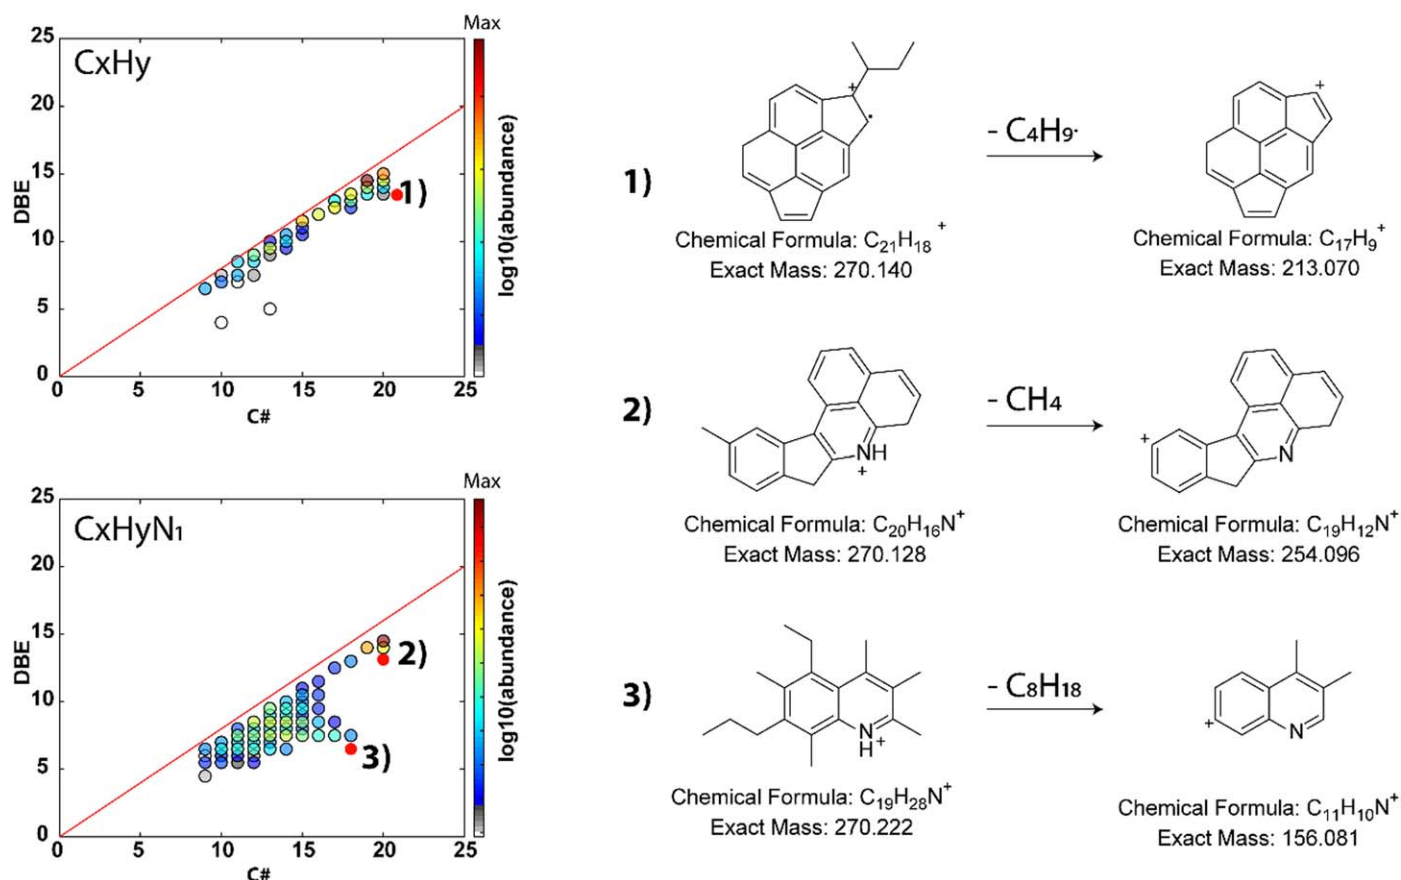 Max
25
20
15
10
5
0
CxHy
DBE
1)
0 5 10 15 20 25
C#
log10(abundance)
Max
25
20
15
10
5
0
CxHyN1
DBE
2)
3)
0 5 10 15 20 25
C#
log10(abundance)
1)
+
•
- C4H9·
+
Chemical Formula: C21H18 +
Exact Mass: 270.140
Chemical Formula: C17H9+
Exact Mass: 213.070
2)
NH
+
- CH4
+
N
Chemical Formula: C20H16N+
Exact Mass: 270.128
Chemical Formula: C19H12N+
Exact Mass: 254.096
3)
N
H
+
- C8H18
+
N
Chemical Formula: C19H28N+
Exact Mass: 270.222
Chemical Formula: C11H10N+
Exact Mass: 156.081